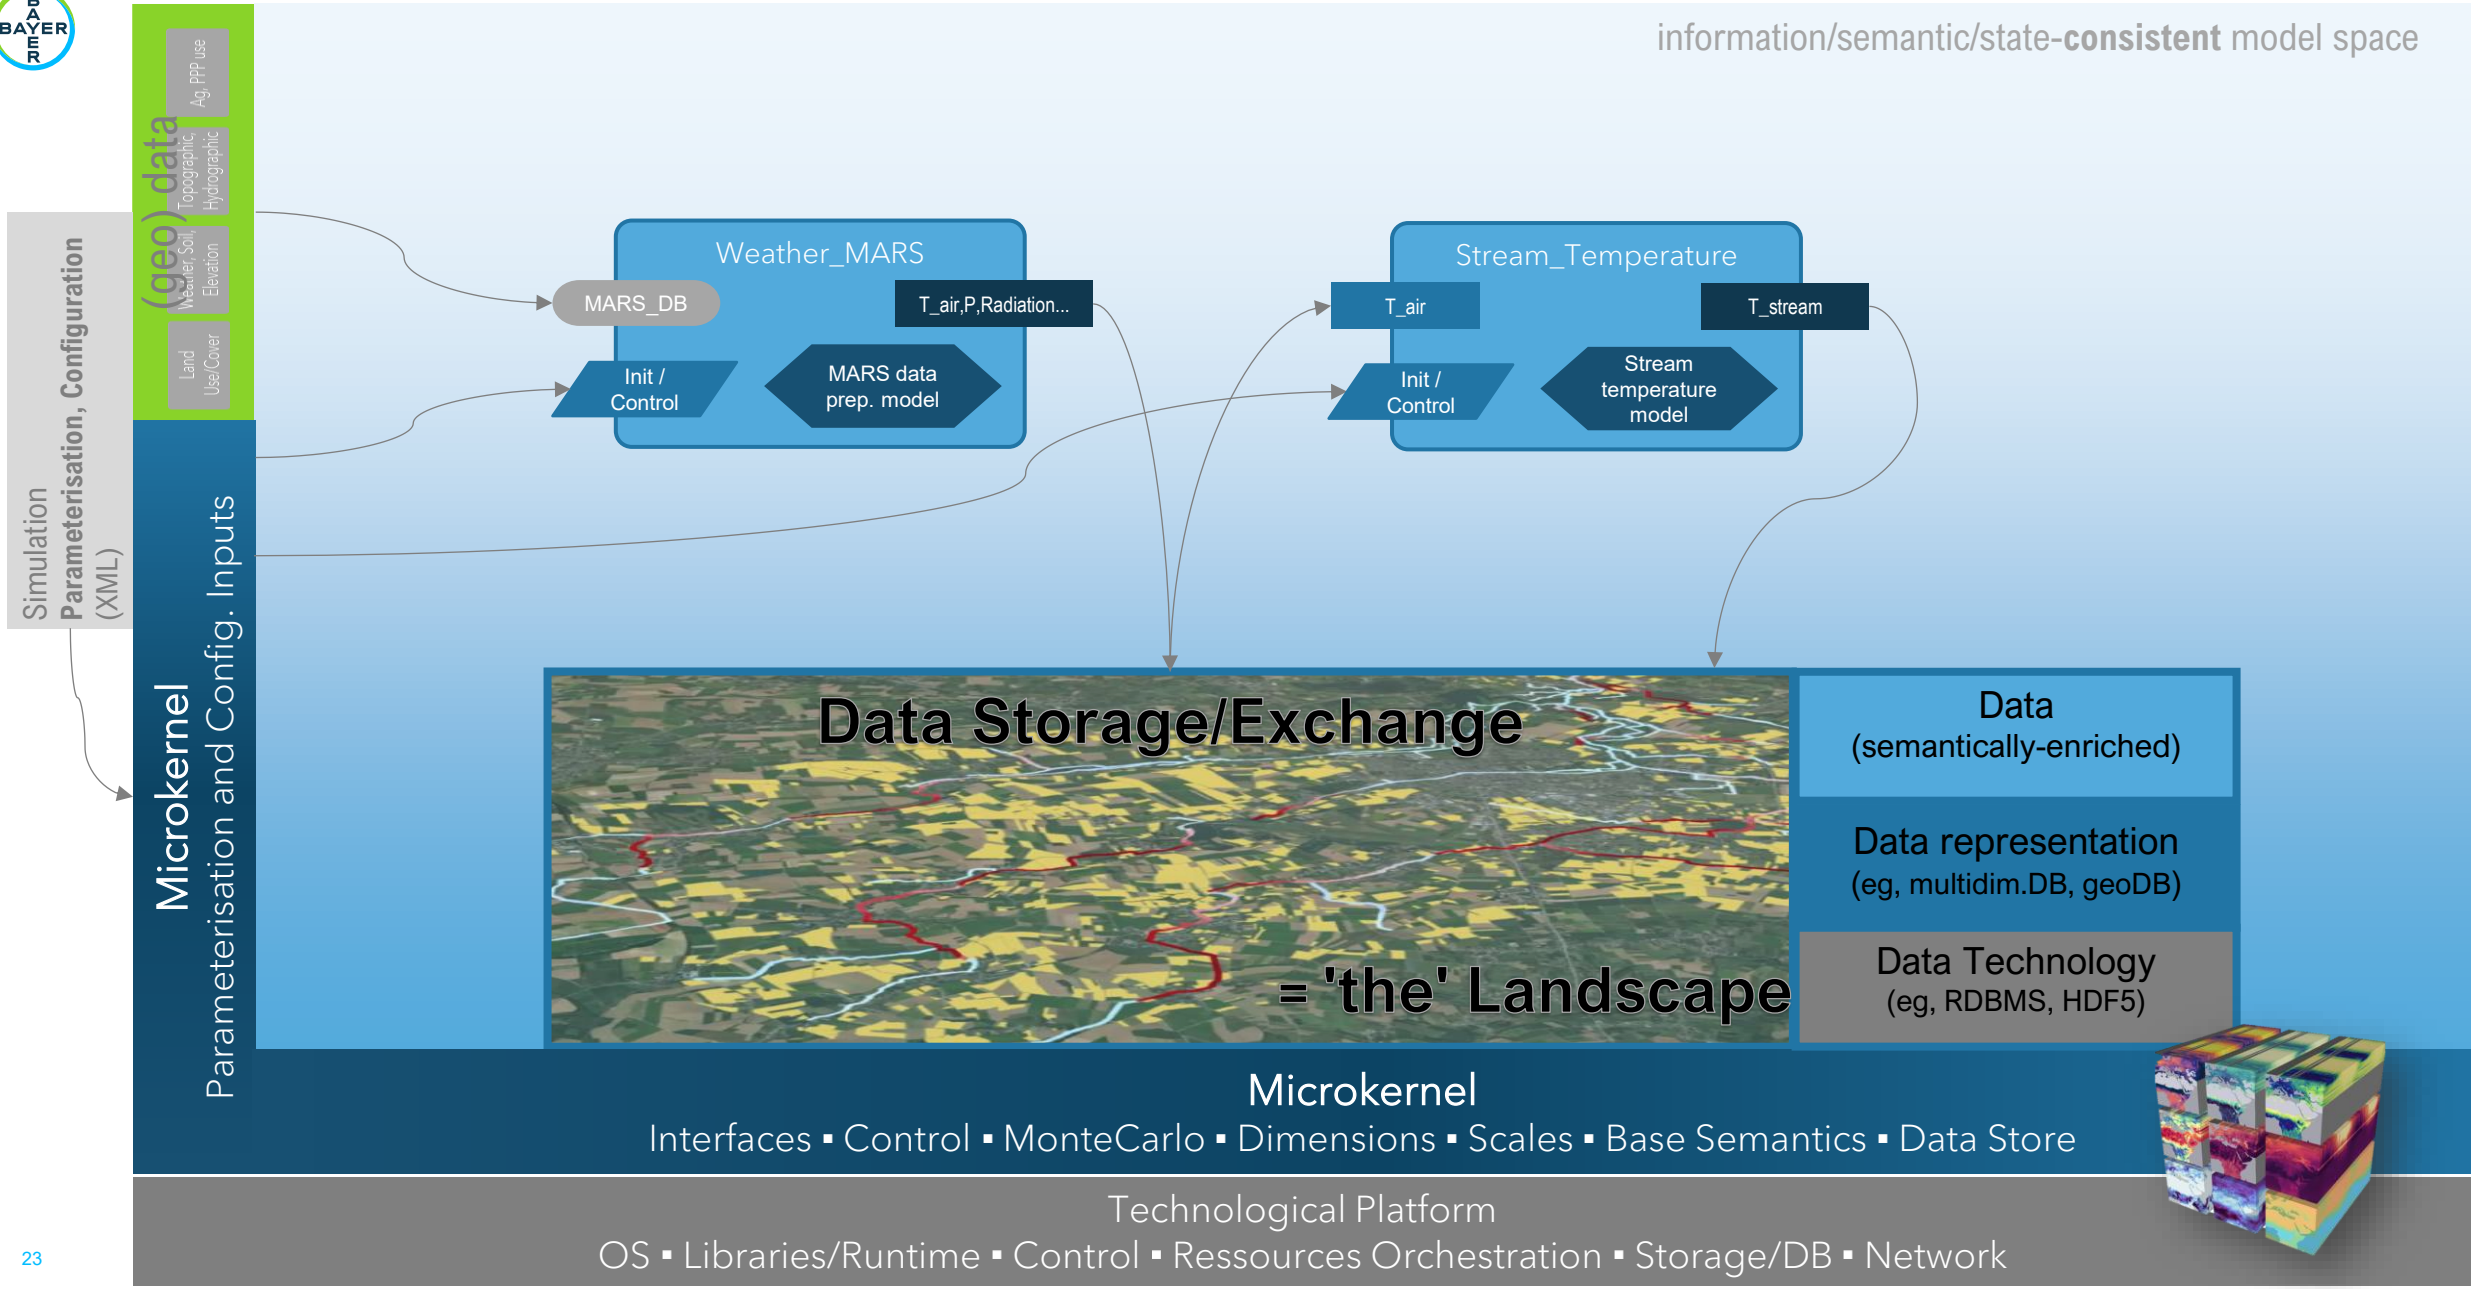 BAYER
BAYER
information/semantic/state-consistent model space
(geo) data
Ag, PPP use
Topographic,
Hydrographic
Weather, Soil,
Elevation
Land
Use/Cover
Simulation
Parameterisation, Configuration
(XML)
Microkernel
Parameterisation and Config. Inputs
Weather_MARS
MARS_DB
T_air,P,Radiation...
Init /
Control
MARS data
prep. model
Stream_Temperature
T_air
T_stream
Init /
Control
Stream
temperature
model
Data Storage/Exchange
= 'the' Landscape
Data
(semantically-enriched)
Data representation
(eg, multidim.DB, geoDB)
Data Technology
(eg, RDBMS, HDF5)
Microkernel
Interfaces ▪ Control ▪ MonteCarlo ▪ Dimensions ▪ Scales ▪ Base Semantics ▪ Data Store
Technological Platform
OS ▪ Libraries/Runtime ▪ Control ▪ Ressources Orchestration ▪ Storage/DB ▪ Network
23